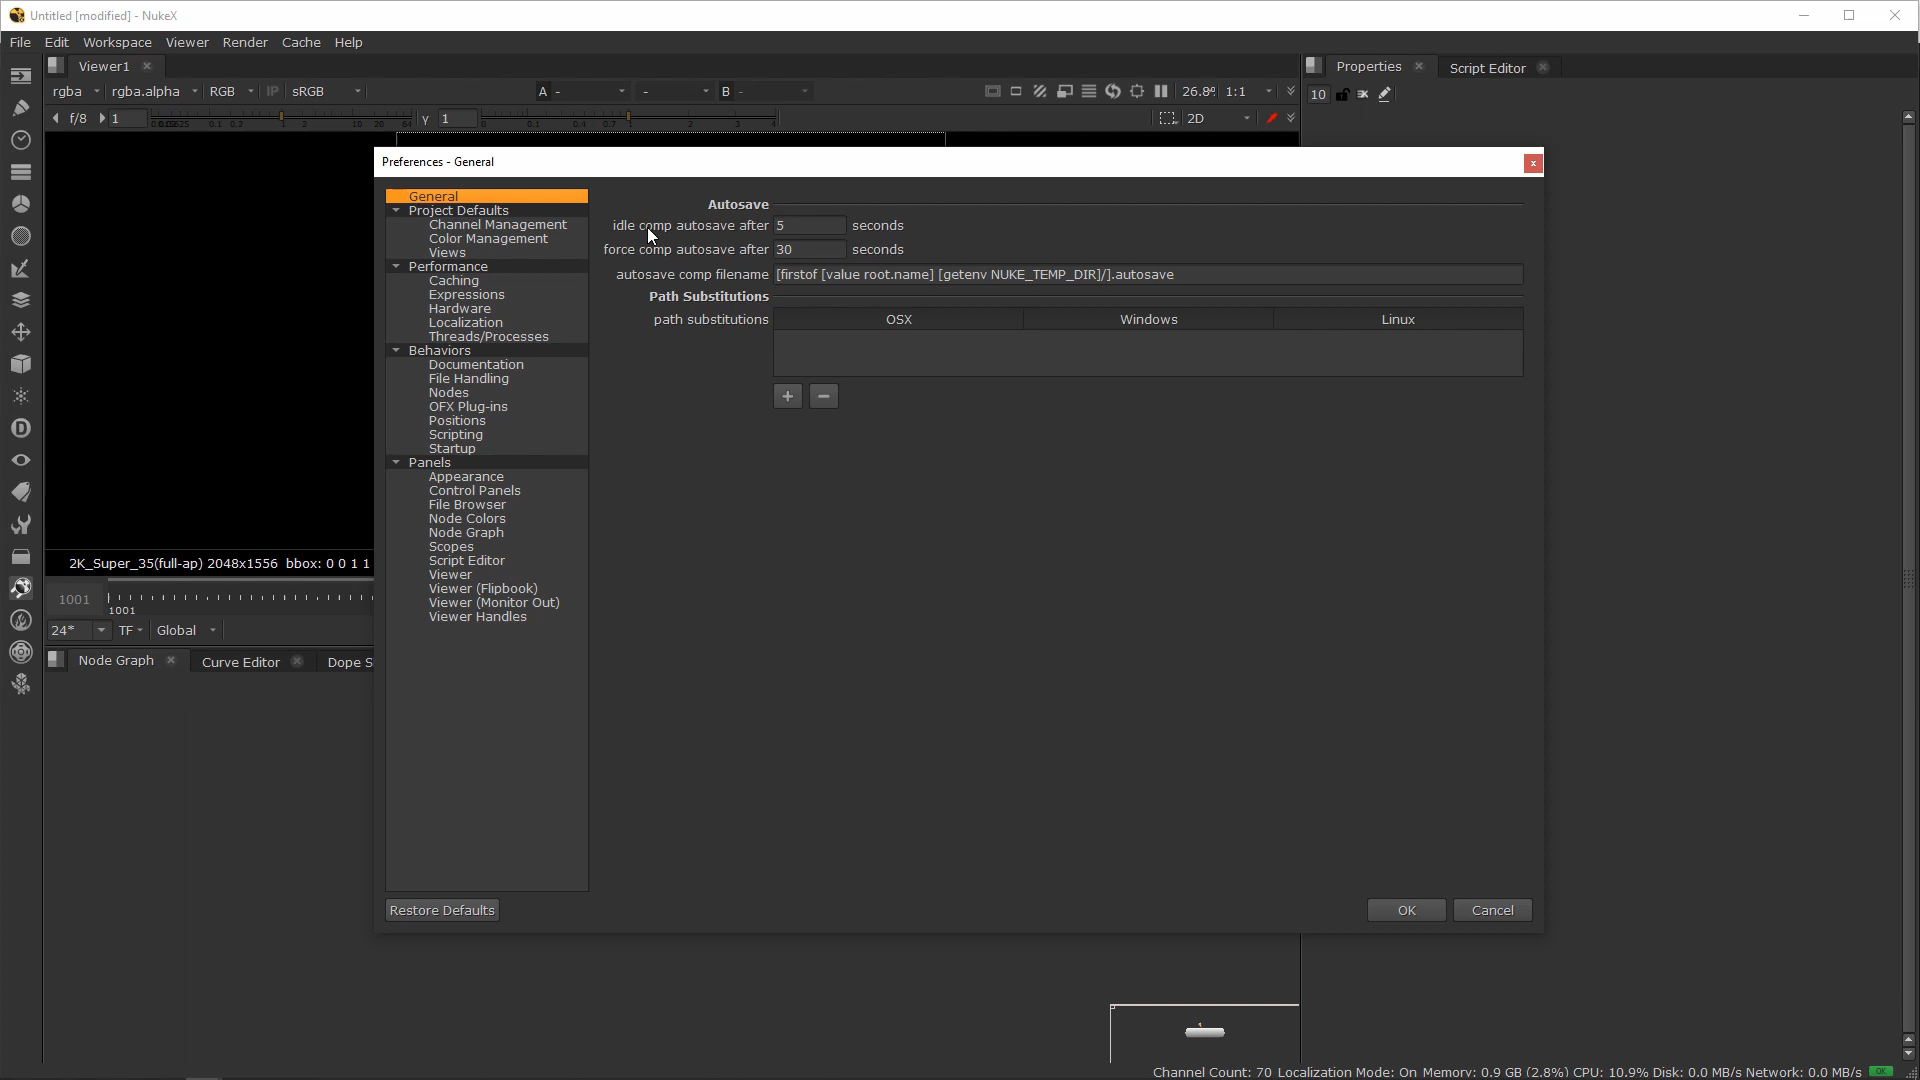 Untitled [modified] - NukeX
File Edit Workspace Viewer Render Cache Help
Viewer1
Properties Script Editor
rgba rgba.alpha RGB IP sRGB A - - B - 26.8% 1:1
10
f/8 1 γ 1 2D
Preferences - General
General
Project Defaults
Channel Management
Color Management
Views
Performance
Caching
Expressions
Hardware
Localization
Threads/Processes
Behaviors
Documentation
File Handling
Nodes
OFX Plug-ins
Positions
Scripting
Startup
Panels
Appearance
Control Panels
File Browser
Node Colors
Node Graph
Scopes
Script Editor
Viewer
Viewer (Flipbook)
Viewer (Monitor Out)
Viewer Handles
Autosave
idle comp autosave after 5 seconds
force comp autosave after 30 seconds
autosave comp filename [firstof [value root.name] [getenv NUKE_TEMP_DIR]/].autosave
Path Substitutions
path substitutions OSX Windows Linux
Restore Defaults OK Cancel
2K_Super_35(full-ap) 2048x1556 bbox: 0 0 1 1
1001
1001
24* TF Global
Node Graph Curve Editor Dope S
Channel Count: 70 Localization Mode: On Memory: 0.9 GB (2.8%) CPU: 10.9% Disk: 0.0 MB/s Network: 0.0 MB/s OK